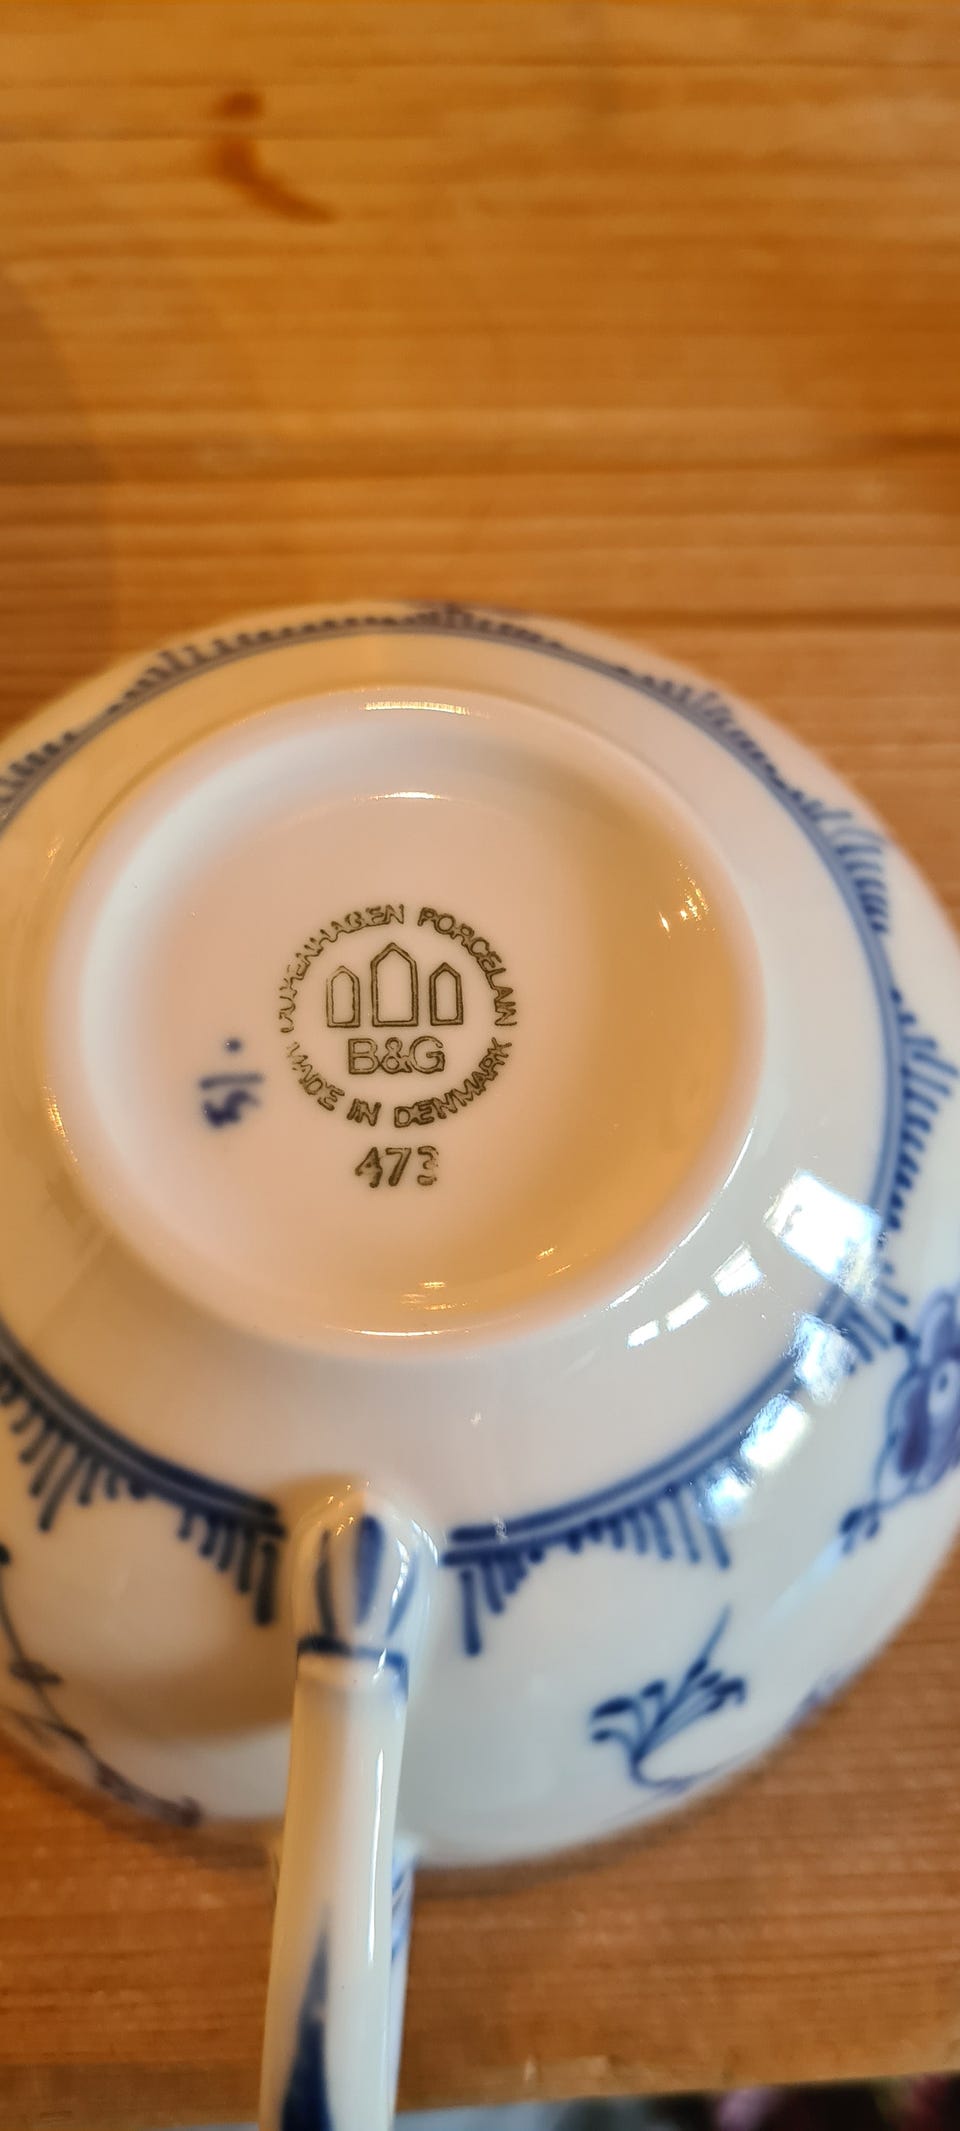 COPENHAGEN PORCELAIN
B&G
MADE IN DENMARK
473